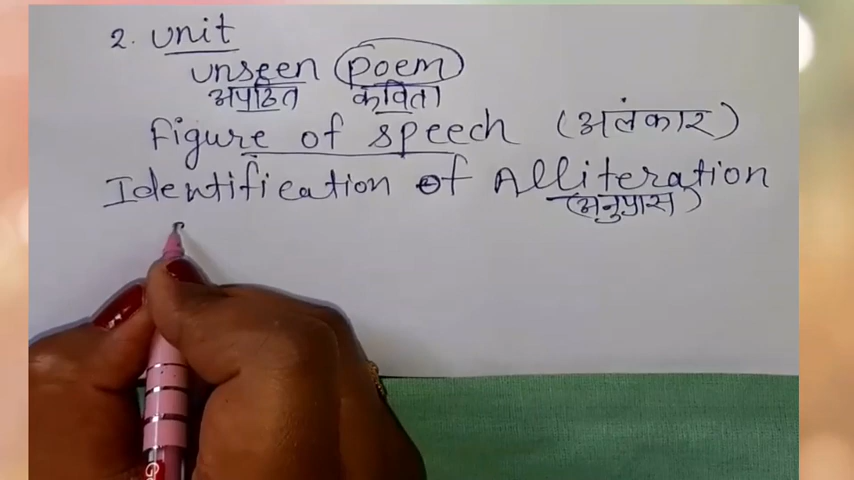 2. Unit
Unseen poem
अपठित कविता
Figure of speech (अलंकार)
Identification of Alliteration
(अनुप्रास)